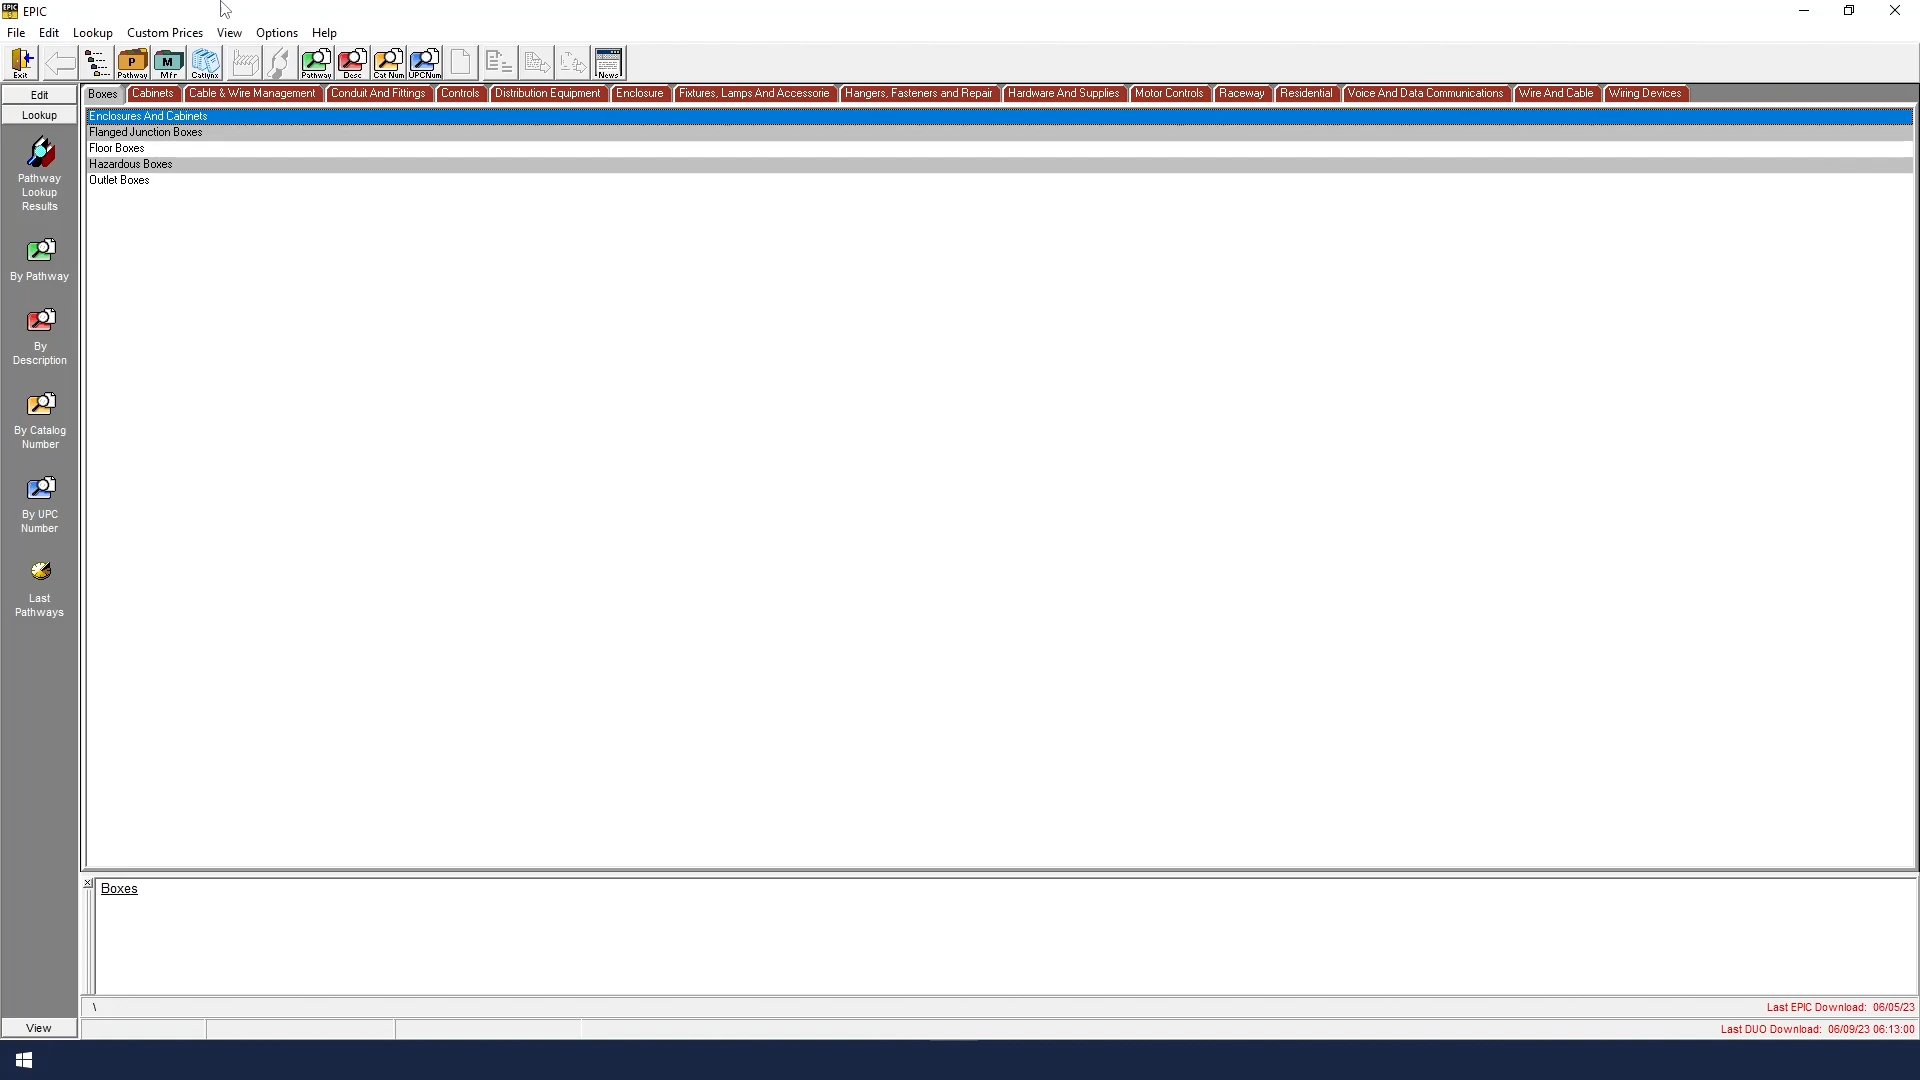 EPIC
File Edit Lookup Custom Prices View Options Help
Exit Pathway Mfr Catlynx Pathway Desc Cat Num UPCNum News
Edit
Lookup
Pathway
Lookup
Results
By Pathway
By
Description
By Catalog
Number
By UPC
Number
Last
Pathways
View
Boxes Cabinets Cable & Wire Management Conduit And Fittings Controls Distribution Equipment Enclosure Fixtures, Lamps And Accessorie Hangers, Fasteners and Repair Hardware And Supplies Motor Controls Raceway Residential Voice And Data Communications Wire And Cable Wiring Devices
Enclosures And Cabinets
Flanged Junction Boxes
Floor Boxes
Hazardous Boxes
Outlet Boxes
Boxes
\ Last EPIC Download: 06/05/23
Last DUO Download: 06/09/23 06:13:00